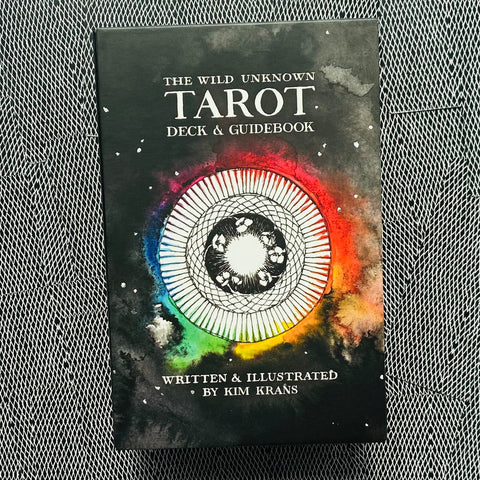 THE WILD UNKNOWN
TAROT
DECK & GUIDEBOOK
WRITTEN & ILLUSTRATED
BY KIM KRANS